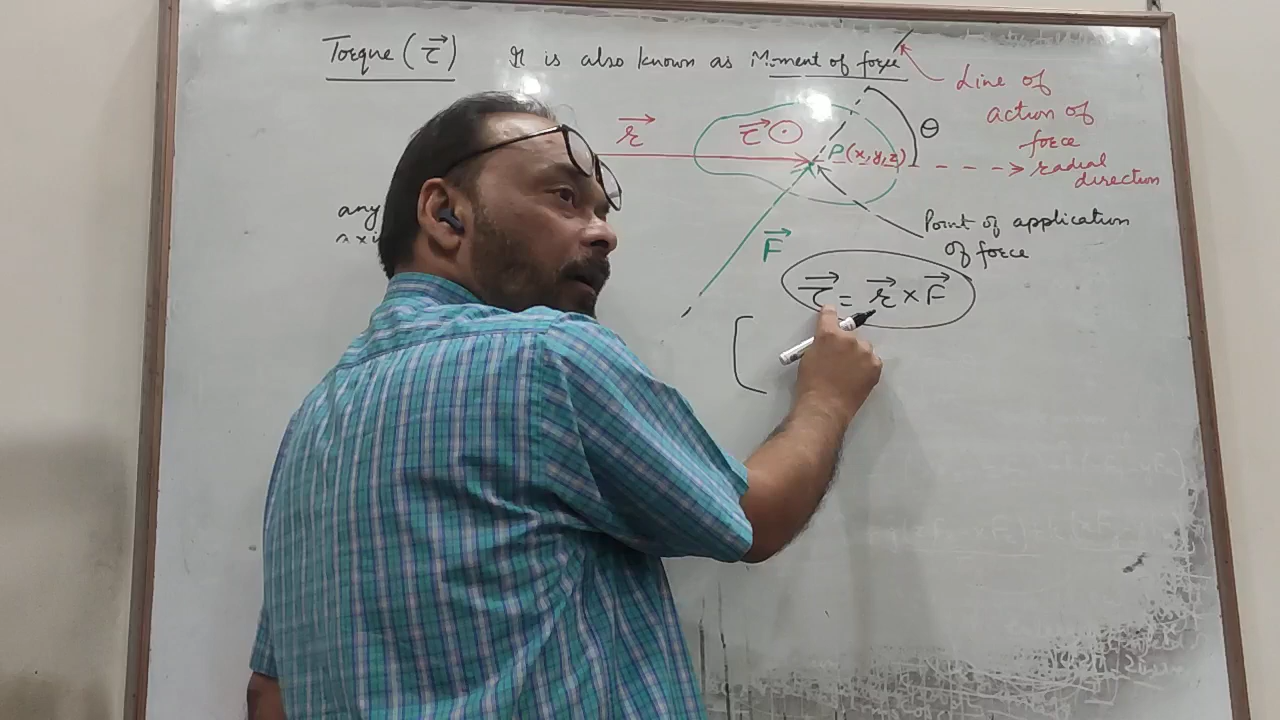 Torque (τ⃗) It is also known as Moment of force
Line of
action of
force
r⃗
τ⃗ ⊙
θ
P(x,y,z)
radial
direction
any
Point of application
of force
F⃗
τ⃗ = r⃗ × F⃗
[